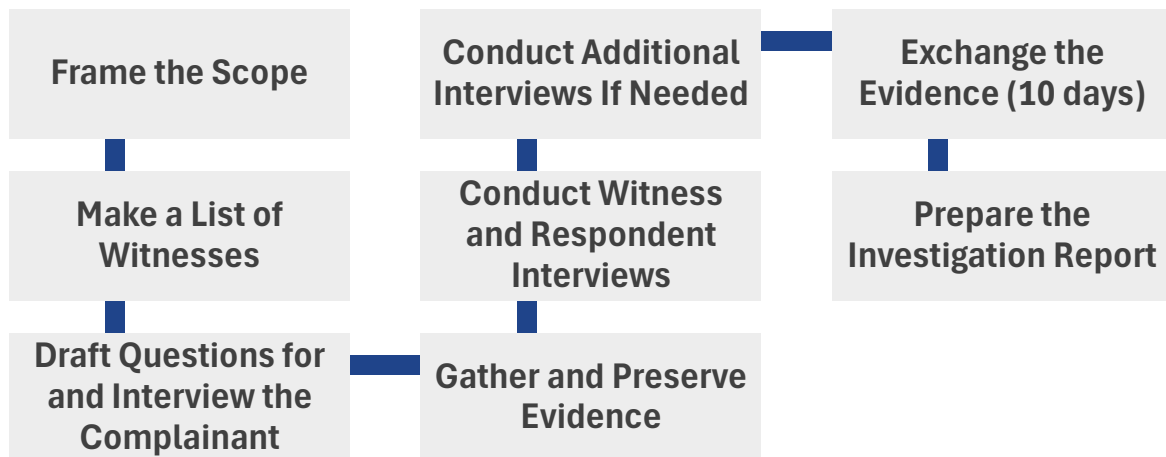 Frame the Scope
Make a List of
Witnesses
Draft Questions for
and Interview the
Complainant
Gather and Preserve
Evidence
Conduct Witness
and Respondent
Interviews
Conduct Additional
Interviews If Needed
Exchange the
Evidence (10 days)
Prepare the
Investigation Report